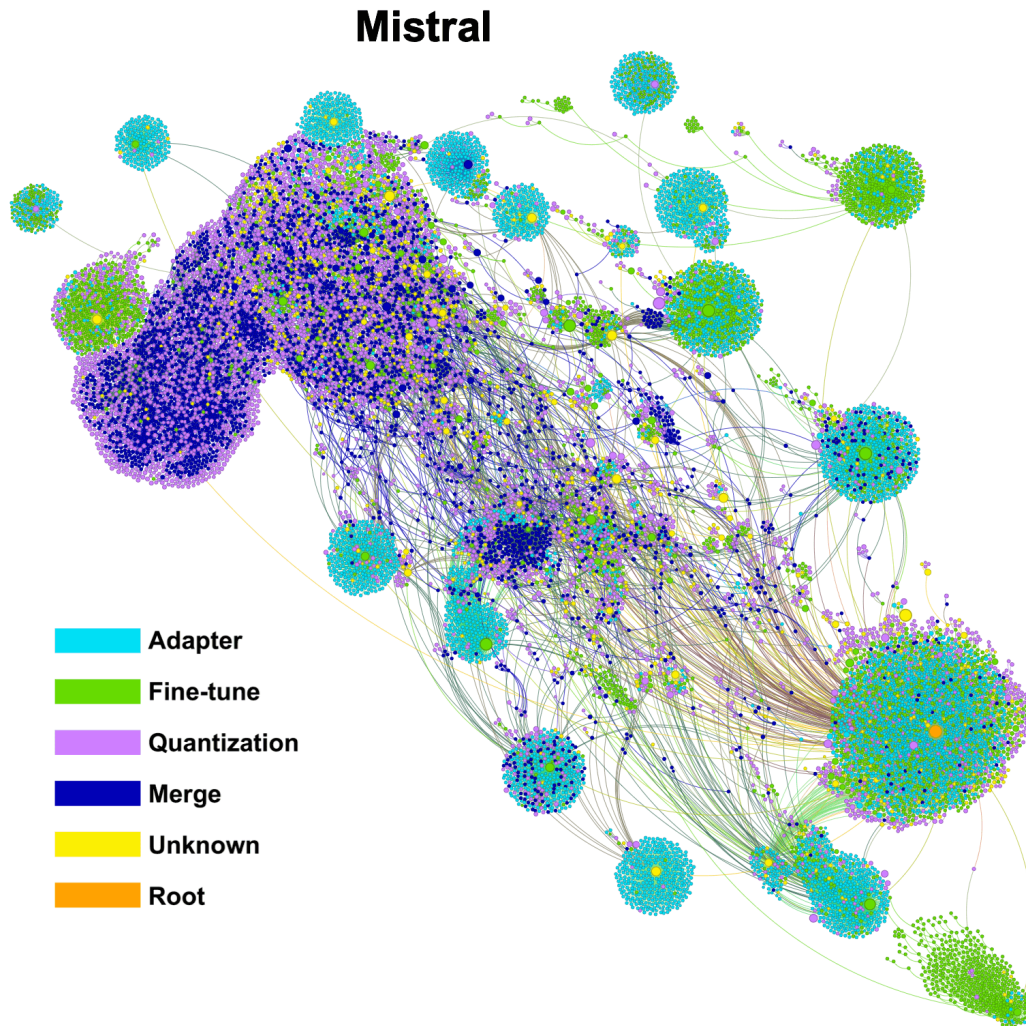 Mistral
Adapter
Fine-tune
Quantization
Merge
Unknown
Root